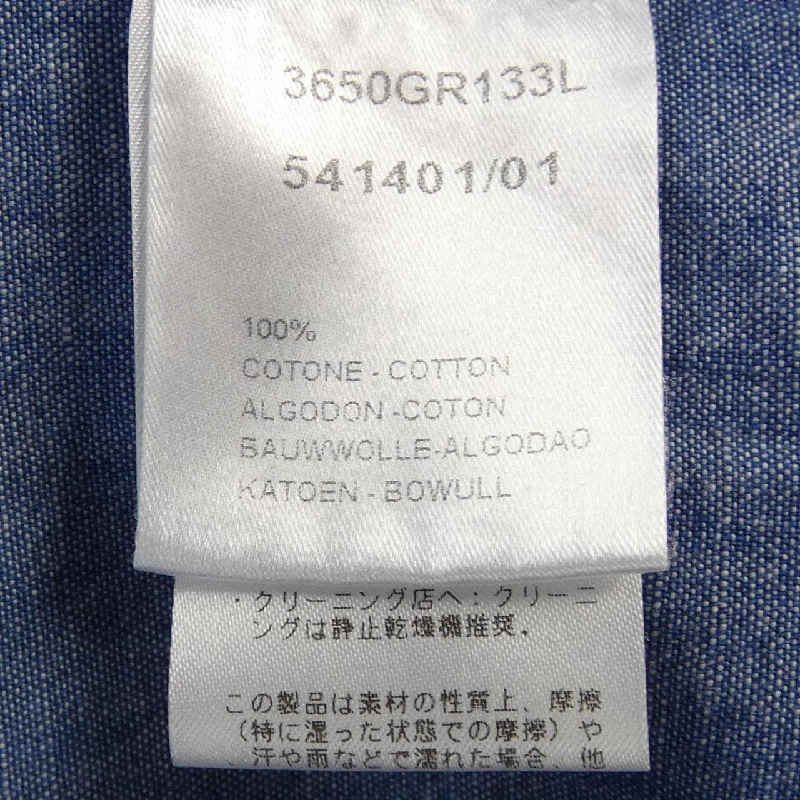 3650GR133L
541401/01
100%
COTONE - COTTON
ALGODON -COTON
BAUWWOLLE-ALGODAO
KATOEN - BOWULL
・クリーニング店へ：クリーニ
ングは静止乾燥機推奨。
この製品は素材の性質上、摩擦
（特に湿った状態での摩擦）や
、汗や雨などで濡れた場合、他